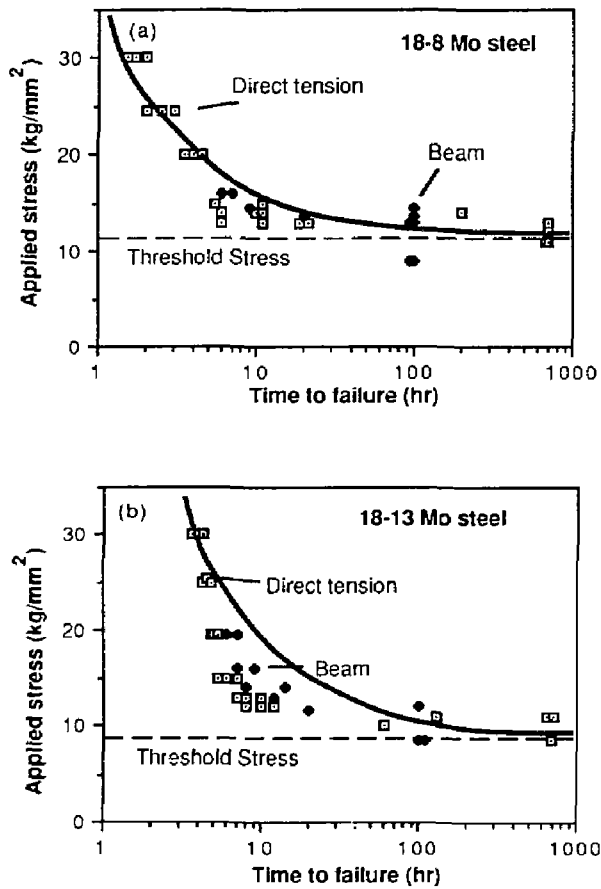 (a)
18-8 Mo steel
30
Direct tension
20
Beam
10
Threshold Stress
0
Applied stress (kg/mm²)
1
10
100
1000
Time to failure (hr)
(b)
18-13 Mo steel
30
Direct tension
20
Beam
10
Threshold Stress
0
Applied stress (kg/mm²)
1
10
100
1000
Time to failure (hr)